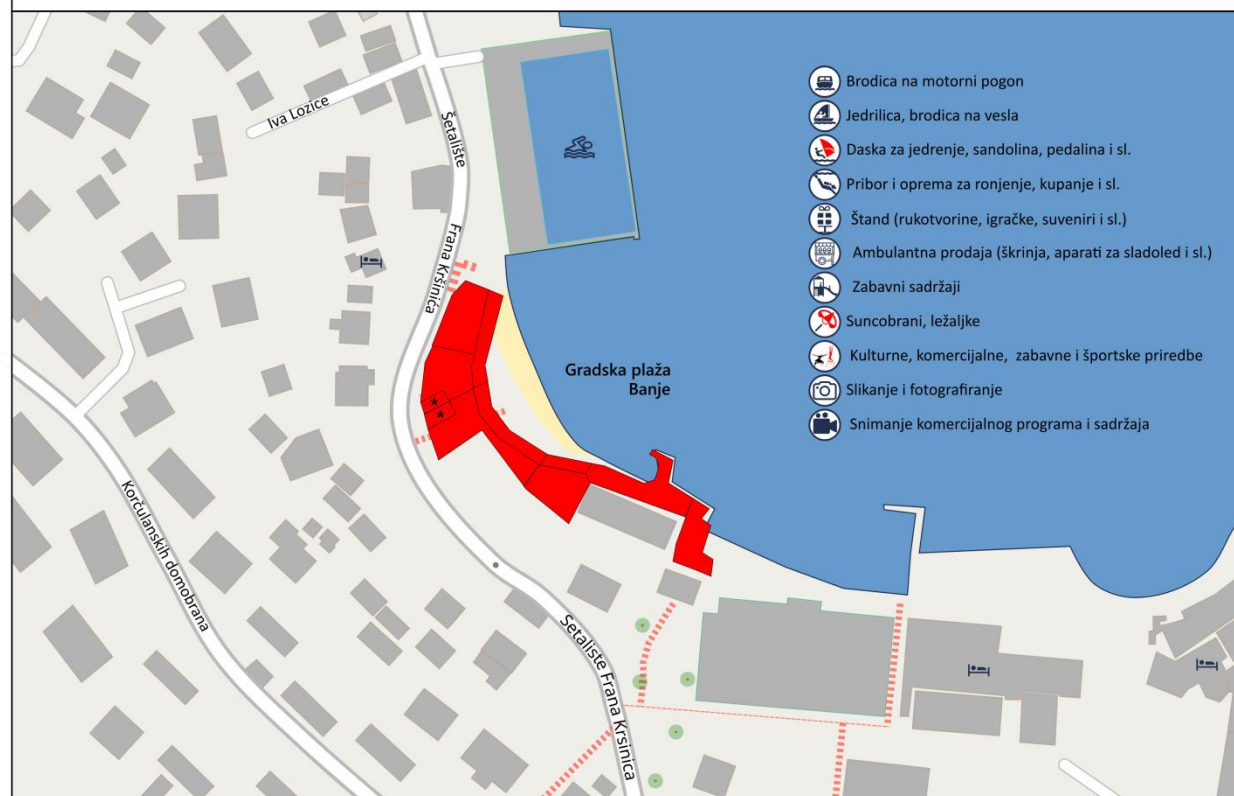 Iva Lozice
Šetalište
Frana Kršinića
Korčulanskih domobrana
Setaliste Frana Krsinica
Gradska plaža
Banje
Brodica na motorni pogon
Jedrilica, brodica na vesla
Daska za jedrenje, sandolina, pedalina i sl.
Pribor i oprema za ronjenje, kupanje i sl.
Štand (rukotvorine, igračke, suveniri i sl.)
Ambulantna prodaja (škrinja, aparati za sladoled i sl.)
Zabavni sadržaji
Suncobrani, ležaljke
Kulturne, komercijalne, zabavne i športske priredbe
Slikanje i fotografiranje
Snimanje komercijalnog programa i sadržaja